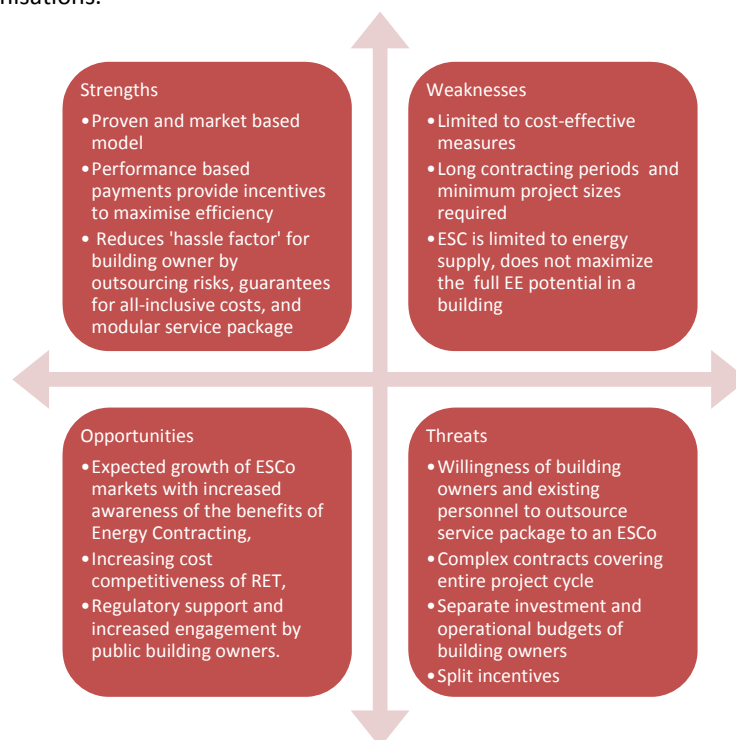 nisations.
Strengths
•Proven and market based
model
•Performance based
payments provide incentives
to maximise efficiency
• Reduces 'hassle factor' for
building owner by
outsourcing risks, guarantees
for all-inclusive costs, and
modular service package
Weaknesses
•Limited to cost-effective
measures
•Long contracting periods and
minimum project sizes
required
•ESC is limited to energy
supply, does not maximize
the full EE potential in a
building
Opportunities
•Expected growth of ESCo
markets with increased
awareness of the benefits of
Energy Contracting,
•Increasing cost
competitiveness of RET,
•Regulatory support and
increased engagement by
public building owners.
Threats
•Willingness of building
owners and existing
personnel to outsource
service package to an ESCo
•Complex contracts covering
entire project cycle
•Separate investment and
operational budgets of
building owners
•Split incentives